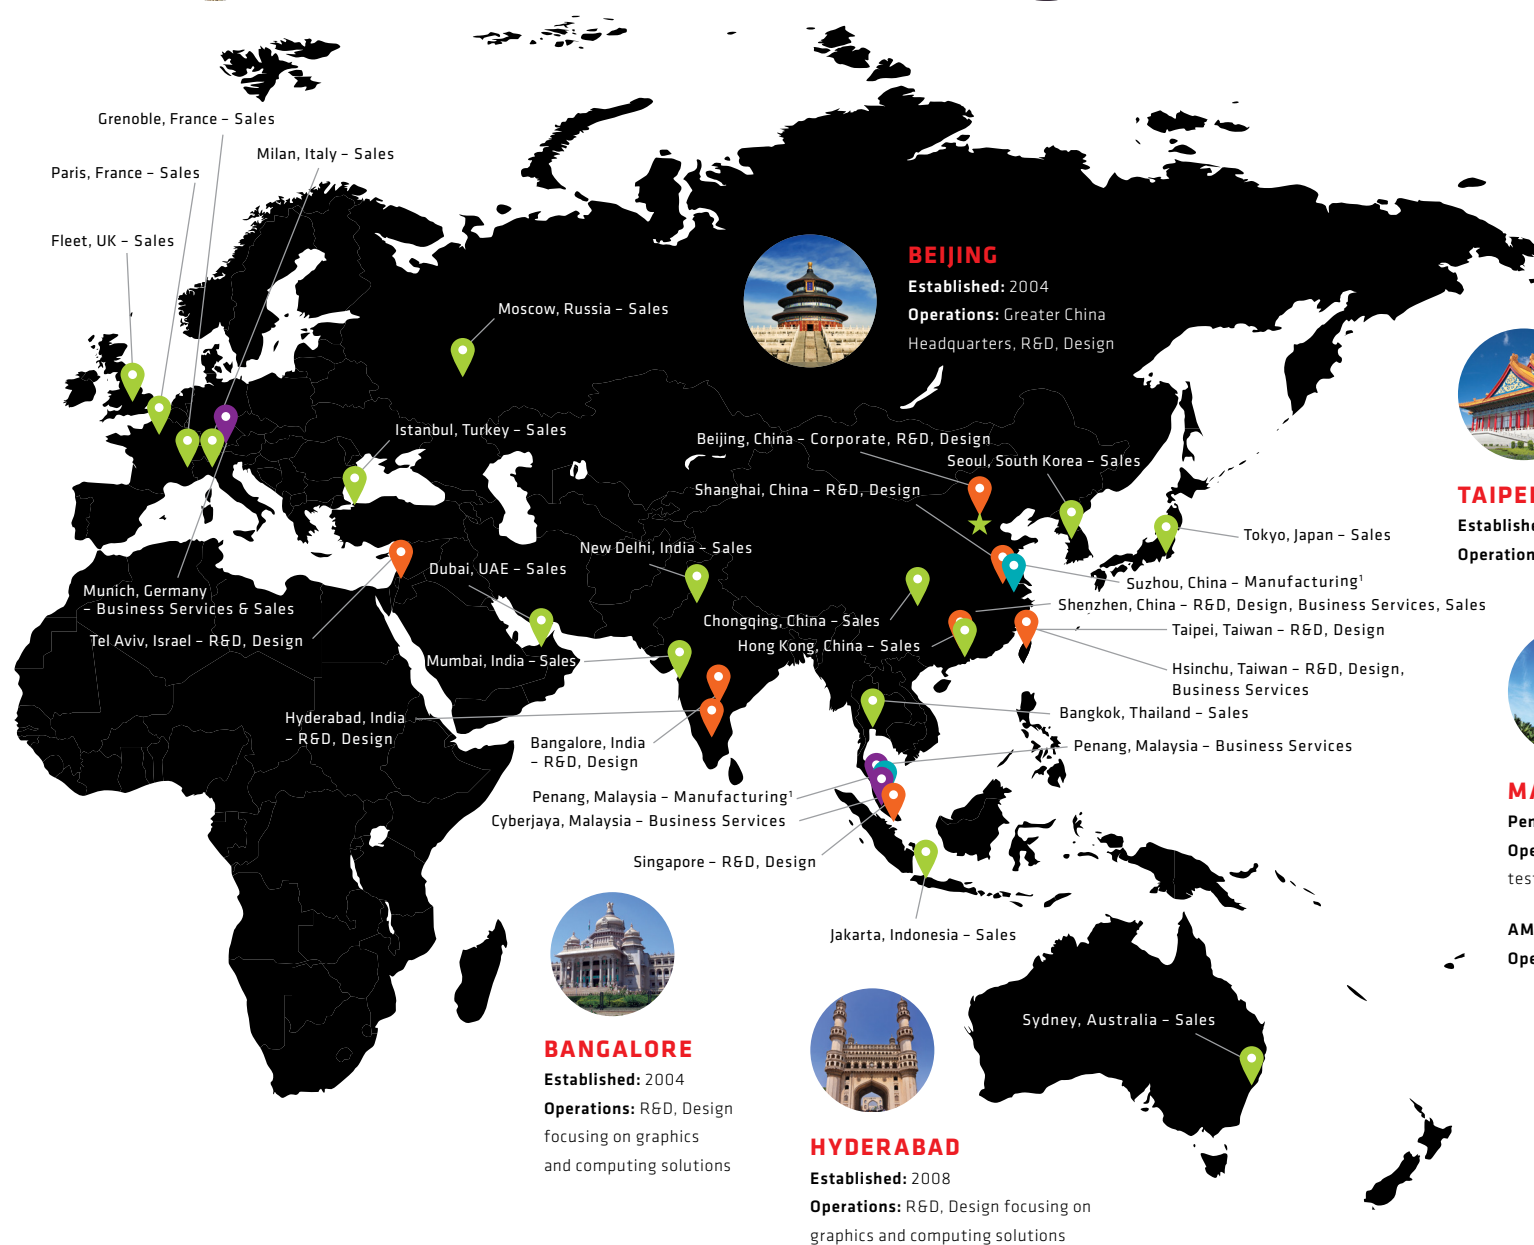 Grenoble, France – Sales
Milan, Italy – Sales
Paris, France – Sales
Fleet, UK – Sales
Moscow, Russia – Sales
BEIJING
Established: 2004
Operations: Greater China
Headquarters, R&D, Design
Istanbul, Turkey – Sales
Beijing, China – Corporate, R&D, Design
Seoul, South Korea – Sales
Shanghai, China – R&D, Design
TAIPE
Establishe
Operation
Tokyo, Japan – Sales
New Delhi, India – Sales
Dubai, UAE – Sales
Suzhou, China – Manufacturing¹
Munich, Germany
– Business Services & Sales
Shenzhen, China – R&D, Design, Business Services, Sales
Chongqing, China – Sales
Taipei, Taiwan – R&D, Design
Tel Aviv, Israel – R&D, Design
Hong Kong, China – Sales
Mumbai, India – Sales
Hsinchu, Taiwan – R&D, Design,
Business Services
Hyderabad, India
– R&D, Design
Bangkok, Thailand – Sales
Bangalore, India
– R&D, Design
Penang, Malaysia – Business Services
Penang, Malaysia – Manufacturing¹
Cyberjaya, Malaysia – Business Services
Singapore – R&D, Design
MA
Pen
Ope
tes
AM
Ope
Jakarta, Indonesia – Sales
Sydney, Australia – Sales
BANGALORE
Established: 2004
Operations: R&D, Design
focusing on graphics
and computing solutions
HYDERABAD
Established: 2008
Operations: R&D, Design focusing on
graphics and computing solutions